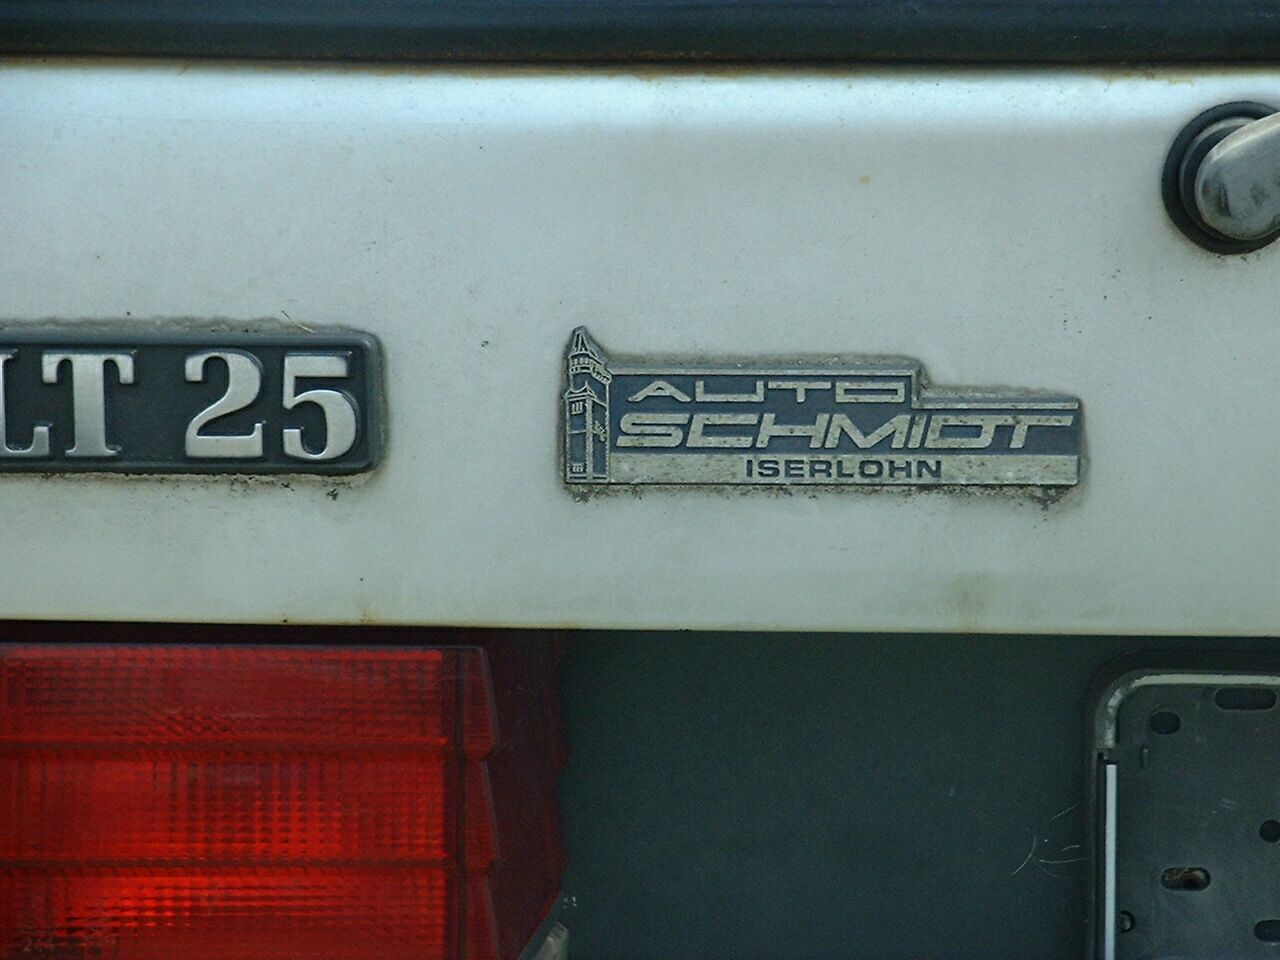 LT 25
AUTO
SCHMIDT
ISERLOHN